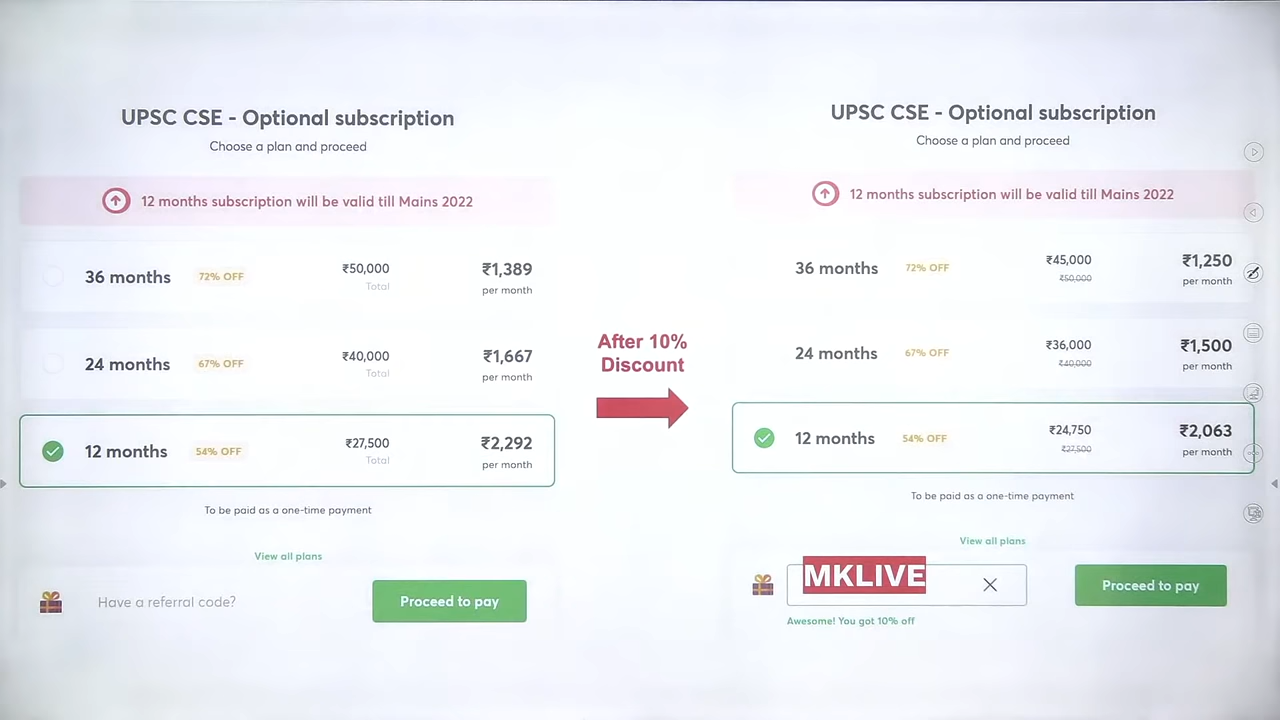 UPSC CSE - Optional subscription
Choose a plan and proceed
12 months subscription will be valid till Mains 2022
36 months 72% OFF ₹50,000 ₹1,389
Total per month
24 months 67% OFF ₹40,000 ₹1,667
Total per month
12 months 54% OFF ₹27,500 ₹2,292
Total per month
To be paid as a one-time payment
View all plans
Have a referral code? Proceed to pay
After 10%
Discount
UPSC CSE - Optional subscription
Choose a plan and proceed
12 months subscription will be valid till Mains 2022
36 months 72% OFF ₹45,000 ₹1,250
₹50,000 per month
24 months 67% OFF ₹36,000 ₹1,500
₹40,000 per month
12 months 54% OFF ₹24,750 ₹2,063
₹27,500 per month
To be paid as a one-time payment
View all plans
MKLIVE Proceed to pay
Awesome! You got 10% off